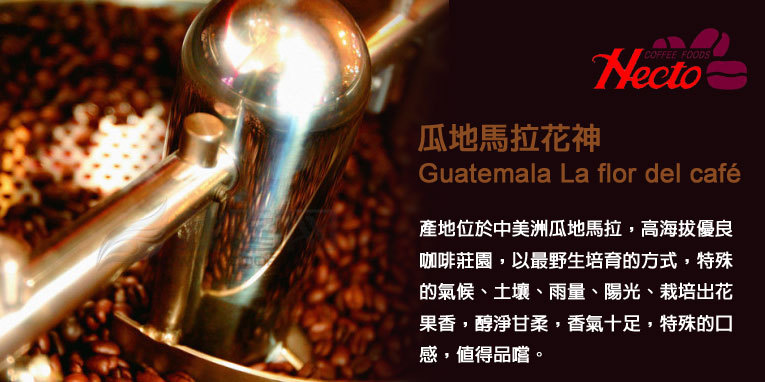 COFFEE FOODS
Necto
瓜地馬拉花神
Guatemala La flor del café
產地位於中美洲瓜地馬拉，高海拔優良
咖啡莊園，以最野生培育的方式，特殊
的氣候、土壤、雨量、陽光、栽培出花
果香，醇淨甘柔，香氣十足，特殊的口
感，值得品嚐。